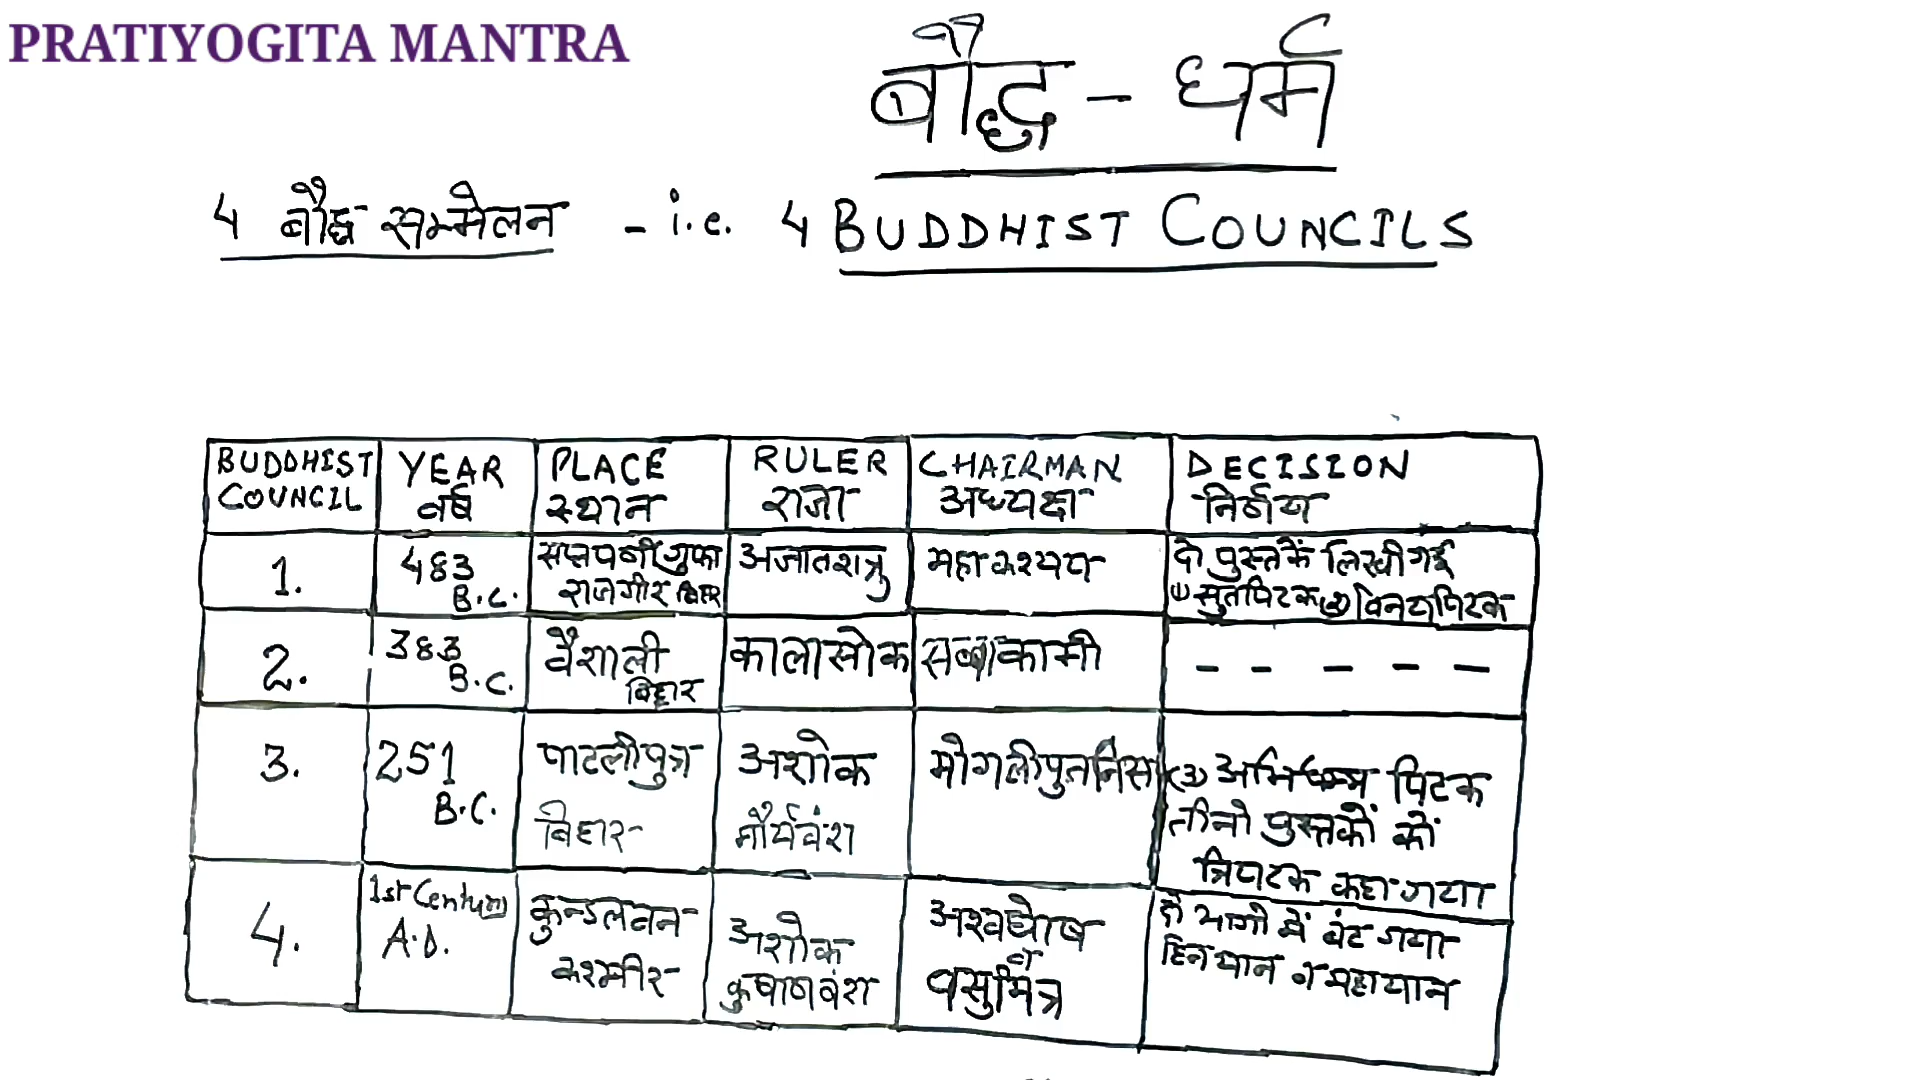 PRATIYOGITA MANTRA
बौद्ध - धर्म
4 बौद्ध सम्मेलन - i.e. 4 BUDDHIST COUNCILS
BUDDHIST COUNCIL
YEAR वर्ष
PLACE स्थान
RULER राजा
CHAIRMAN अध्यक्ष
DECISION निर्णय
1.
483 B.C.
सप्तपर्णी गुफा
राजगीर बिहार
अजातशत्रु
महाकश्यप
दो पुस्तकें लिखी गई
(1) सुतपिटक (2) विनयपिटक
2.
383 B.C.
वैशाली
बिहार
कालासोक
सब्बाकामी
- - - - -
3.
251 B.C.
पाटलीपुत्र
बिहार
अशोक
मौर्यवंश
मोगलीपुतनिस
(3) अभिधम्म पिटक
तीनो पुस्तकों कों
त्रिपटक कहा गया
4.
1st Century
A.D.
कुन्डलबन
कश्मीर
अशोक
कुषाणवंश
अश्वघोष
व
वसुमित्र
दो भागो में बंट गया
हिनयान व महायान